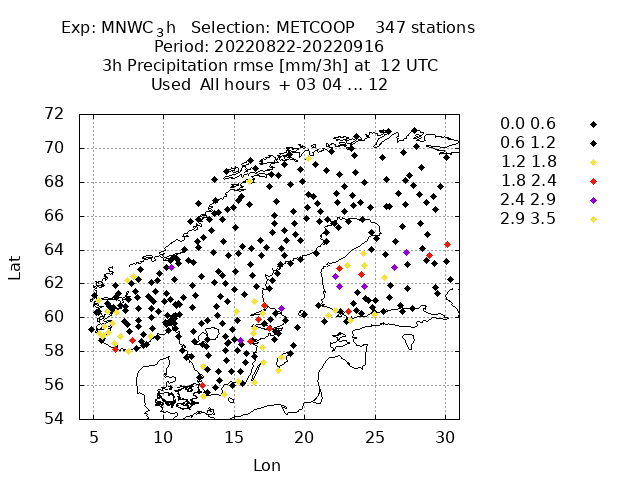 Exp: MNWC_3h Selection: METCOOP 347 stations
Period: 20220822-20220916
3h Precipitation rmse [mm/3h] at 12 UTC
Used All hours + 03 04 ... 12
72
70
68
66
64
62
60
58
56
54
5 10 15 20 25 30
Lat
Lon
0.0 0.6
0.6 1.2
1.2 1.8
1.8 2.4
2.4 2.9
2.9 3.5